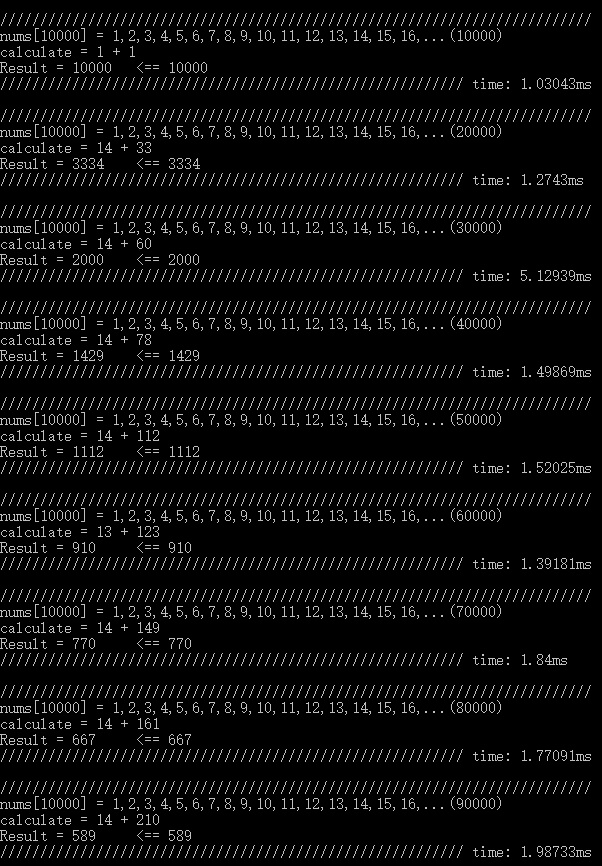 //////////////////////////////////////////////////////////////////////////
nums[10000] = 1,2,3,4,5,6,7,8,9,10,11,12,13,14,15,16,...(10000)
calculate = 1 + 1
Result = 10000   <== 10000
////////////////////////////////////////////////////////// time: 1.03043ms
//////////////////////////////////////////////////////////////////////////
nums[10000] = 1,2,3,4,5,6,7,8,9,10,11,12,13,14,15,16,...(20000)
calculate = 14 + 33
Result = 3334    <== 3334
////////////////////////////////////////////////////////// time: 1.2743ms
//////////////////////////////////////////////////////////////////////////
nums[10000] = 1,2,3,4,5,6,7,8,9,10,11,12,13,14,15,16,...(30000)
calculate = 14 + 60
Result = 2000    <== 2000
////////////////////////////////////////////////////////// time: 5.12939ms
//////////////////////////////////////////////////////////////////////////
nums[10000] = 1,2,3,4,5,6,7,8,9,10,11,12,13,14,15,16,...(40000)
calculate = 14 + 78
Result = 1429    <== 1429
////////////////////////////////////////////////////////// time: 1.49869ms
//////////////////////////////////////////////////////////////////////////
nums[10000] = 1,2,3,4,5,6,7,8,9,10,11,12,13,14,15,16,...(50000)
calculate = 14 + 112
Result = 1112    <== 1112
////////////////////////////////////////////////////////// time: 1.52025ms
//////////////////////////////////////////////////////////////////////////
nums[10000] = 1,2,3,4,5,6,7,8,9,10,11,12,13,14,15,16,...(60000)
calculate = 13 + 123
Result = 910     <== 910
////////////////////////////////////////////////////////// time: 1.39181ms
//////////////////////////////////////////////////////////////////////////
nums[10000] = 1,2,3,4,5,6,7,8,9,10,11,12,13,14,15,16,...(70000)
calculate = 14 + 149
Result = 770     <== 770
////////////////////////////////////////////////////////// time: 1.84ms
//////////////////////////////////////////////////////////////////////////
nums[10000] = 1,2,3,4,5,6,7,8,9,10,11,12,13,14,15,16,...(80000)
calculate = 14 + 161
Result = 667     <== 667
////////////////////////////////////////////////////////// time: 1.77091ms
//////////////////////////////////////////////////////////////////////////
nums[10000] = 1,2,3,4,5,6,7,8,9,10,11,12,13,14,15,16,...(90000)
calculate = 14 + 210
Result = 589     <== 589
////////////////////////////////////////////////////////// time: 1.98733ms